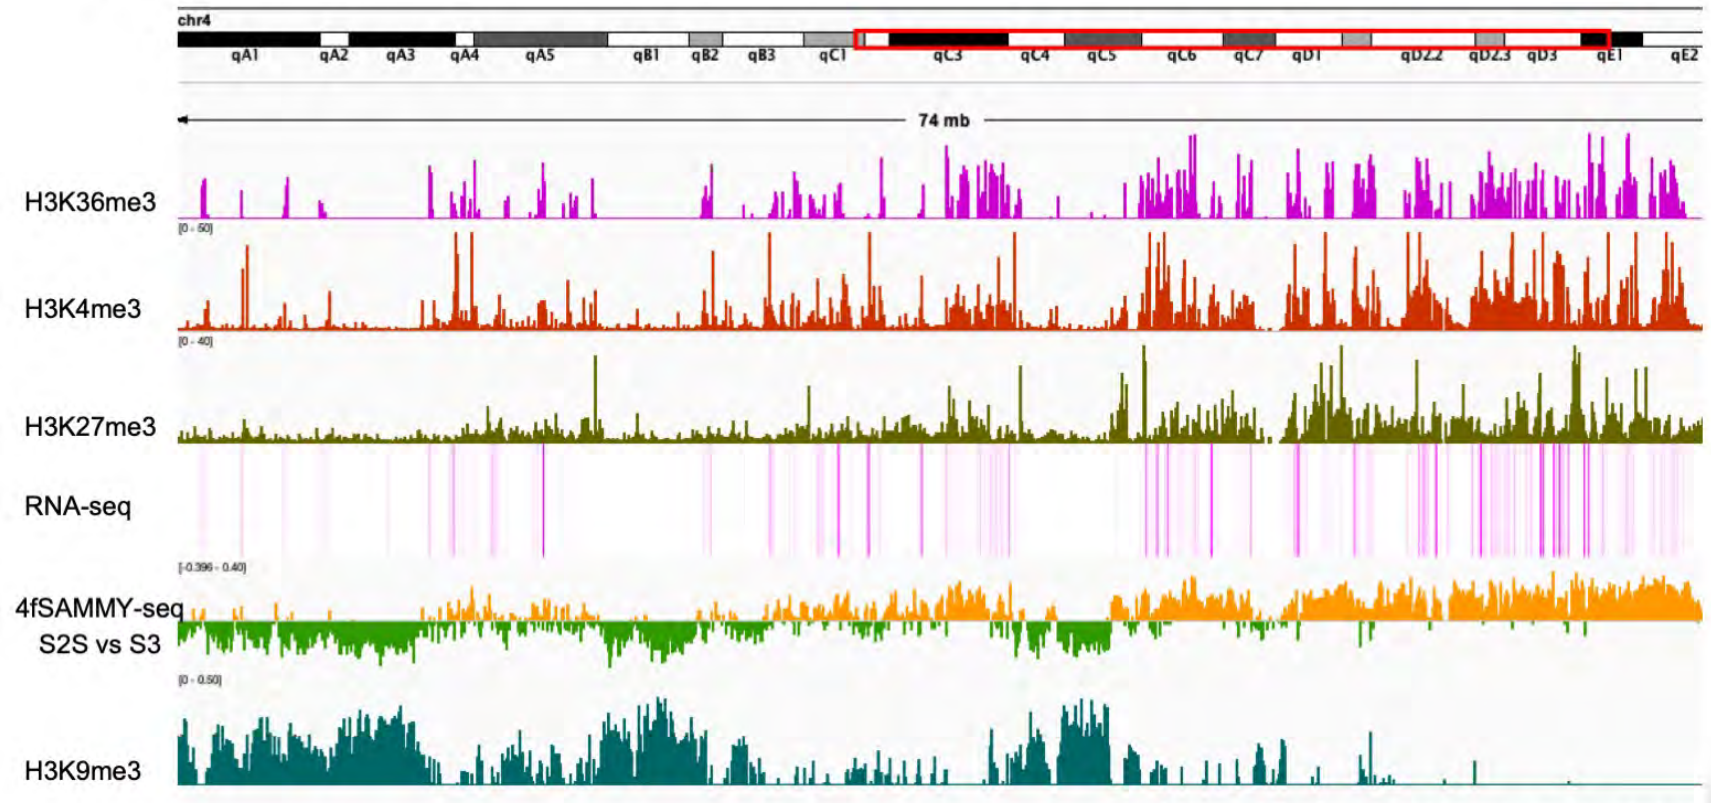 chr4
qA1 qA2 qA3 qA4 qA5 qB1 qB2 qB3 qC1 qC3 qC4 qC5 qC6 qC7 qD1 qD2.2 qD2.3 qD3 qE1 qE2
74 mb
H3K36me3
[0 - 50]
H3K4me3
[0 - 40]
H3K27me3
RNA-seq
[-0.396 - 0.40]
4fSAMMY-seq
S2S vs S3
[0 - 0.50]
H3K9me3